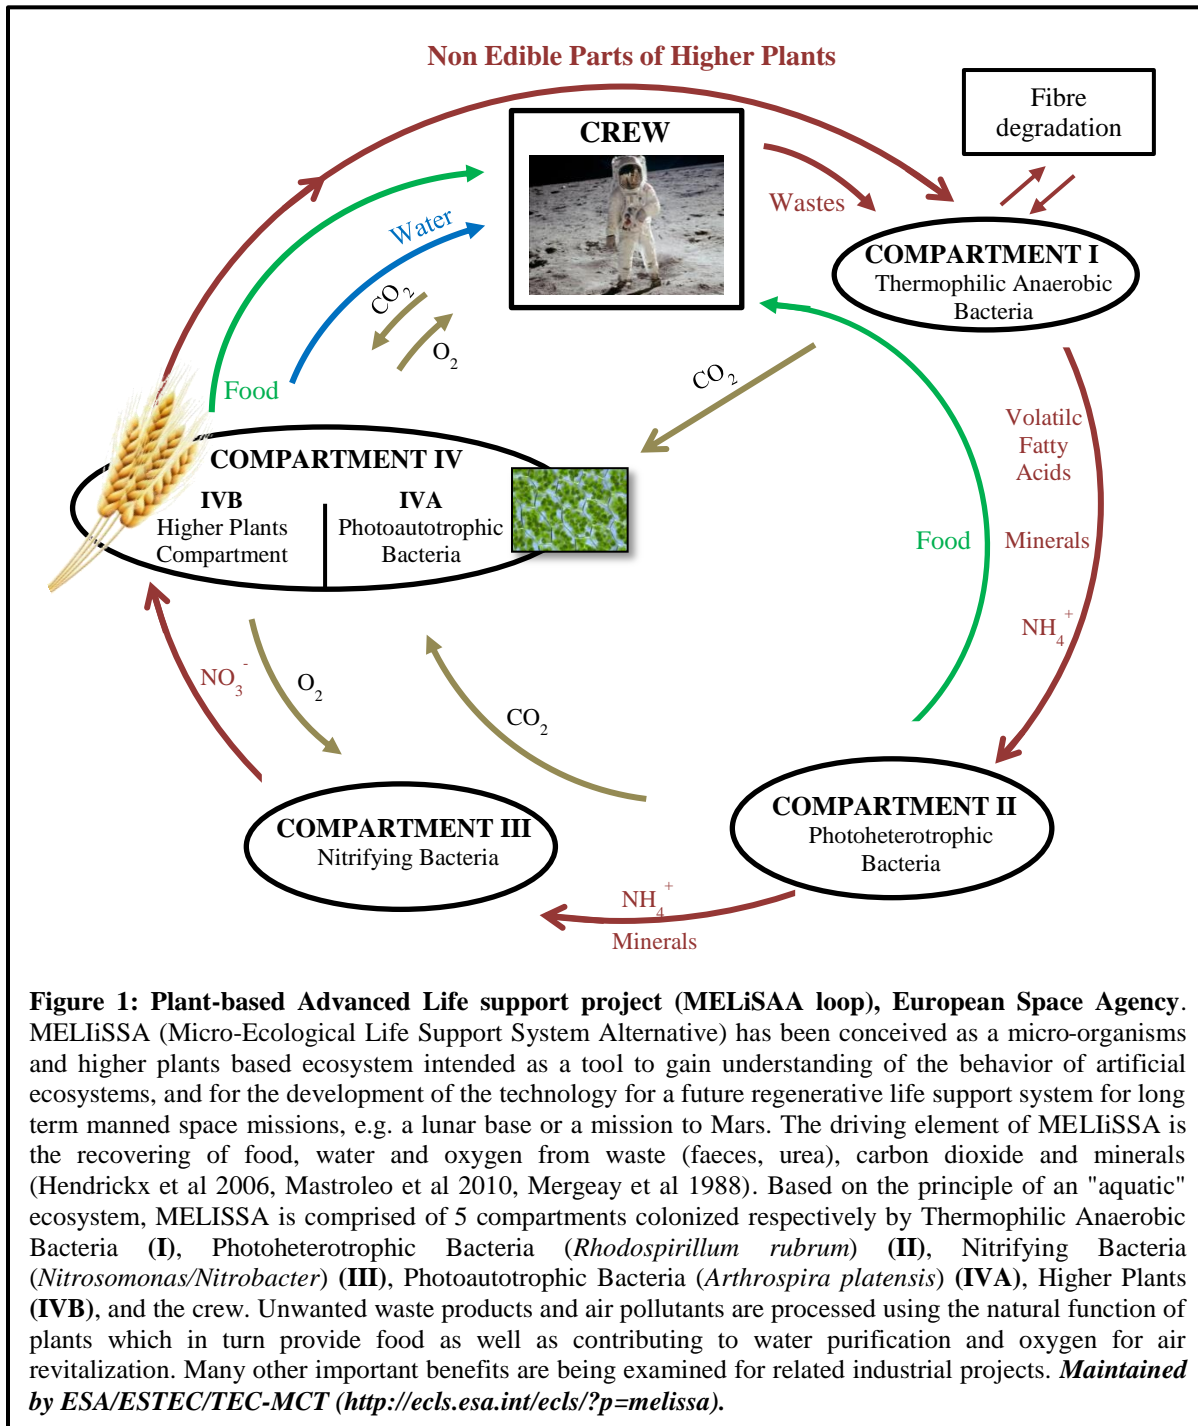 Non Edible Parts of Higher Plants
Fibre
degradation
CREW
Wastes
Water
CO2
O2
Food
COMPARTMENT I
Thermophilic Anaerobic
Bacteria
CO2
Volatilc
Fatty
Acids
Minerals
NH4+
Food
COMPARTMENT IV
IVB
Higher Plants
Compartment
IVA
Photoautotrophic
Bacteria
NO3-
O2
CO2
COMPARTMENT III
Nitrifying Bacteria
COMPARTMENT II
Photoheterotrophic
Bacteria
NH4+
Minerals
Figure 1: Plant-based Advanced Life support project (MELiSAA loop), European Space Agency.
MELIiSSA (Micro-Ecological Life Support System Alternative) has been conceived as a micro-organisms
and higher plants based ecosystem intended as a tool to gain understanding of the behavior of artificial
ecosystems, and for the development of the technology for a future regenerative life support system for long
term manned space missions, e.g. a lunar base or a mission to Mars. The driving element of MELIiSSA is
the recovering of food, water and oxygen from waste (faeces, urea), carbon dioxide and minerals
(Hendrickx et al 2006, Mastroleo et al 2010, Mergeay et al 1988). Based on the principle of an "aquatic"
ecosystem, MELISSA is comprised of 5 compartments colonized respectively by Thermophilic Anaerobic
Bacteria (I), Photoheterotrophic Bacteria (Rhodospirillum rubrum) (II), Nitrifying Bacteria
(Nitrosomonas/Nitrobacter) (III), Photoautotrophic Bacteria (Arthrospira platensis) (IVA), Higher Plants
(IVB), and the crew. Unwanted waste products and air pollutants are processed using the natural function of
plants which in turn provide food as well as contributing to water purification and oxygen for air
revitalization. Many other important benefits are being examined for related industrial projects. Maintained
by ESA/ESTEC/TEC-MCT (http://ecls.esa.int/ecls/?p=melissa).